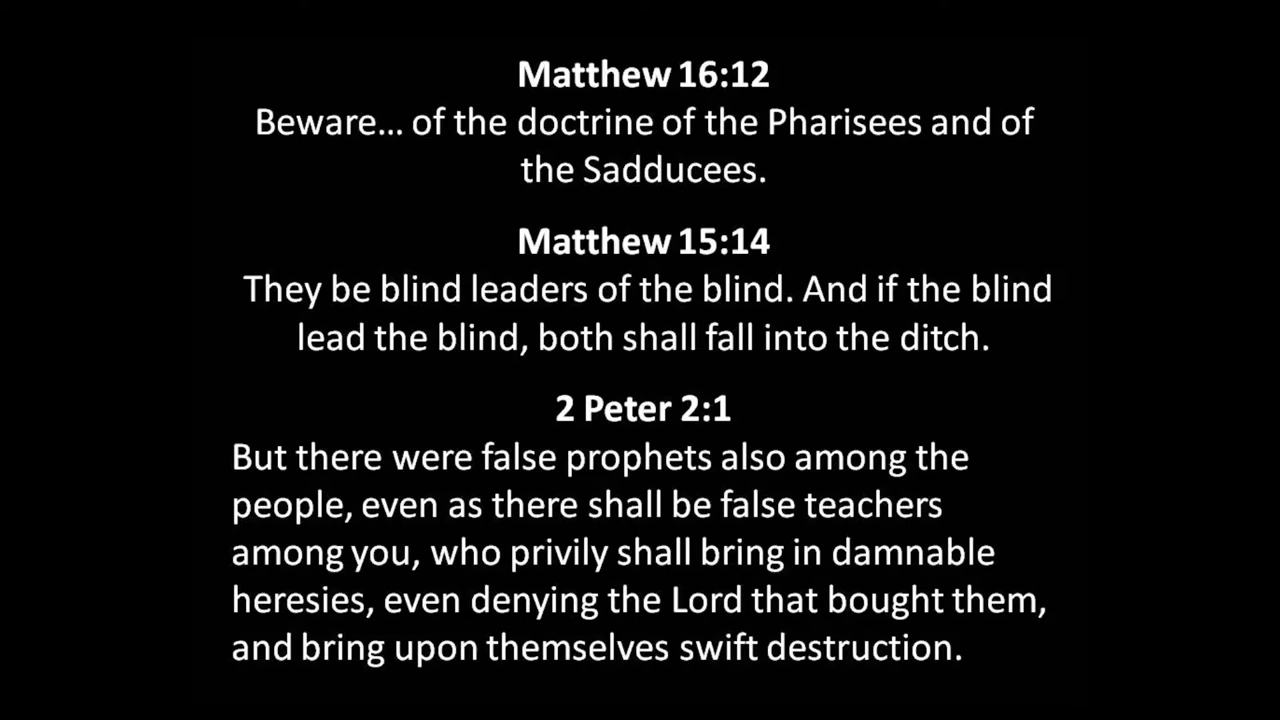 Matthew 16:12
Beware... of the doctrine of the Pharisees and of
the Sadducees.
Matthew 15:14
They be blind leaders of the blind. And if the blind
lead the blind, both shall fall into the ditch.
2 Peter 2:1
But there were false prophets also among the
people, even as there shall be false teachers
among you, who privily shall bring in damnable
heresies, even denying the Lord that bought them,
and bring upon themselves swift destruction.